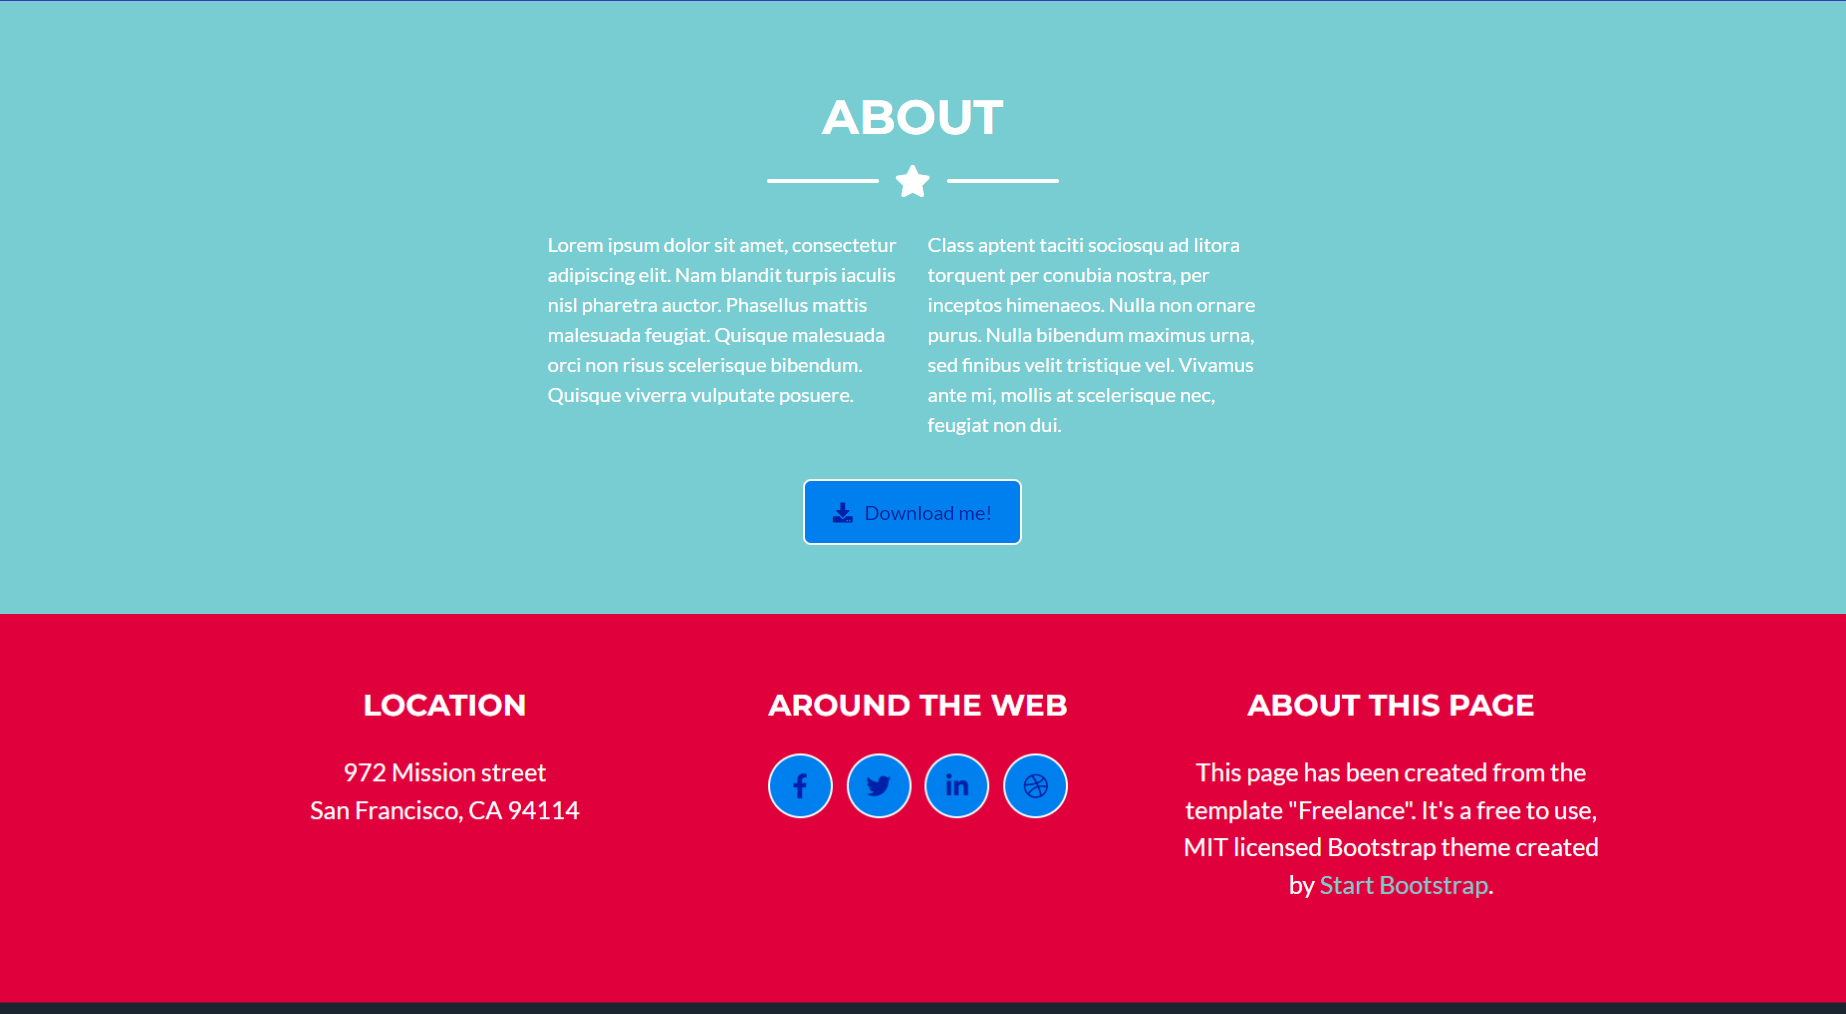 ABOUT
Lorem ipsum dolor sit amet, consectetur
adipiscing elit. Nam blandit turpis iaculis
nisl pharetra auctor. Phasellus mattis
malesuada feugiat. Quisque malesuada
orci non risus scelerisque bibendum.
Quisque viverra vulputate posuere.
Class aptent taciti sociosqu ad litora
torquent per conubia nostra, per
inceptos himenaeos. Nulla non ornare
purus. Nulla bibendum maximus urna,
sed finibus velit tristique vel. Vivamus
ante mi, mollis at scelerisque nec,
feugiat non dui.
Download me!
LOCATION
972 Mission street
San Francisco, CA 94114
AROUND THE WEB
ABOUT THIS PAGE
This page has been created from the
template "Freelance". It's a free to use,
MIT licensed Bootstrap theme created
by Start Bootstrap.